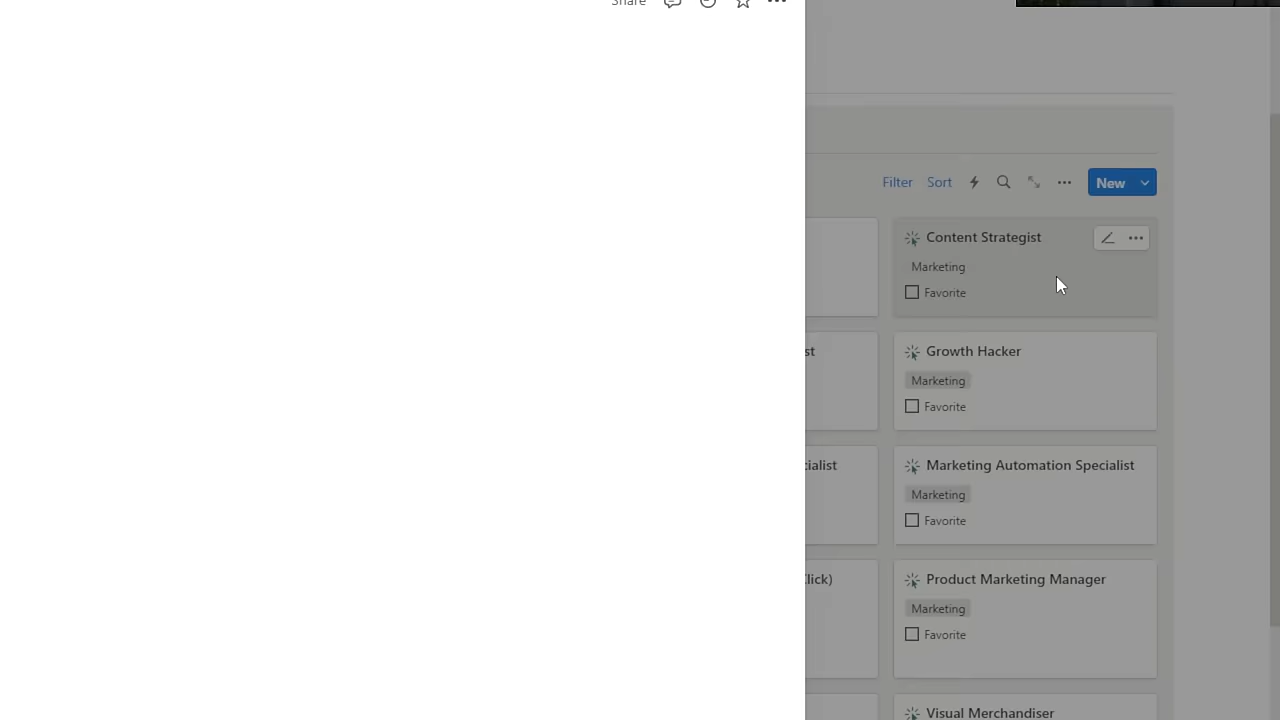 Share
Filter Sort New
Content Strategist
Marketing
Favorite
st
Growth Hacker
Marketing
Favorite
cialist
Marketing Automation Specialist
Marketing
Favorite
Click)
Product Marketing Manager
Marketing
Favorite
Visual Merchandiser